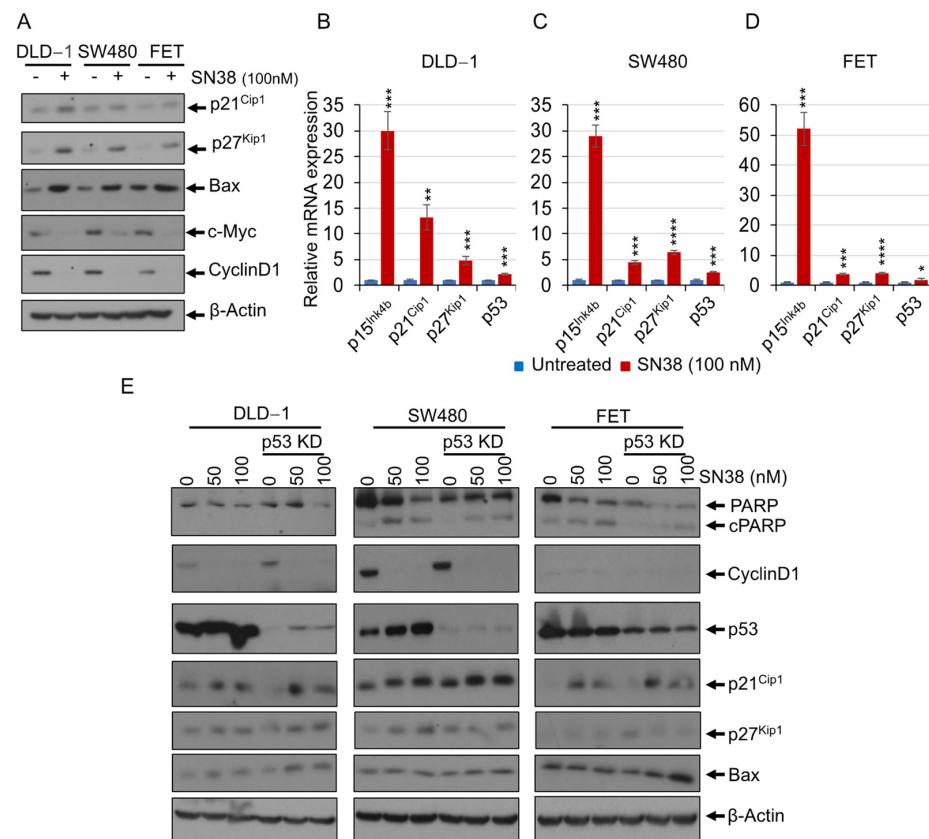 A
DLD−1 SW480 FET
- + - + - + SN38 (100nM)
p21Cip1
p27Kip1
Bax
c-Myc
CyclinD1
β-Actin
B
DLD−1
Relative mRNA expression
35
30
25
20
15
10
5
0
*** ** *** ***
p15Ink4b p21Cip1 p27Kip1 p53
C
SW480
35
30
25
20
15
10
5
0
*** *** **** ***
p15Ink4b p21Cip1 p27Kip1 p53
D
FET
60
50
40
30
20
10
0
*** *** **** *
p15Ink4b p21Cip1 p27Kip1 p53
Untreated SN38 (100 nM)
E
DLD−1 SW480 FET
p53 KD p53 KD p53 KD
0 50 100 0 50 100 0 50 100 0 50 100 0 50 100 0 50 100 SN38 (nM)
PARP
cPARP
CyclinD1
p53
p21Cip1
p27Kip1
Bax
β-Actin